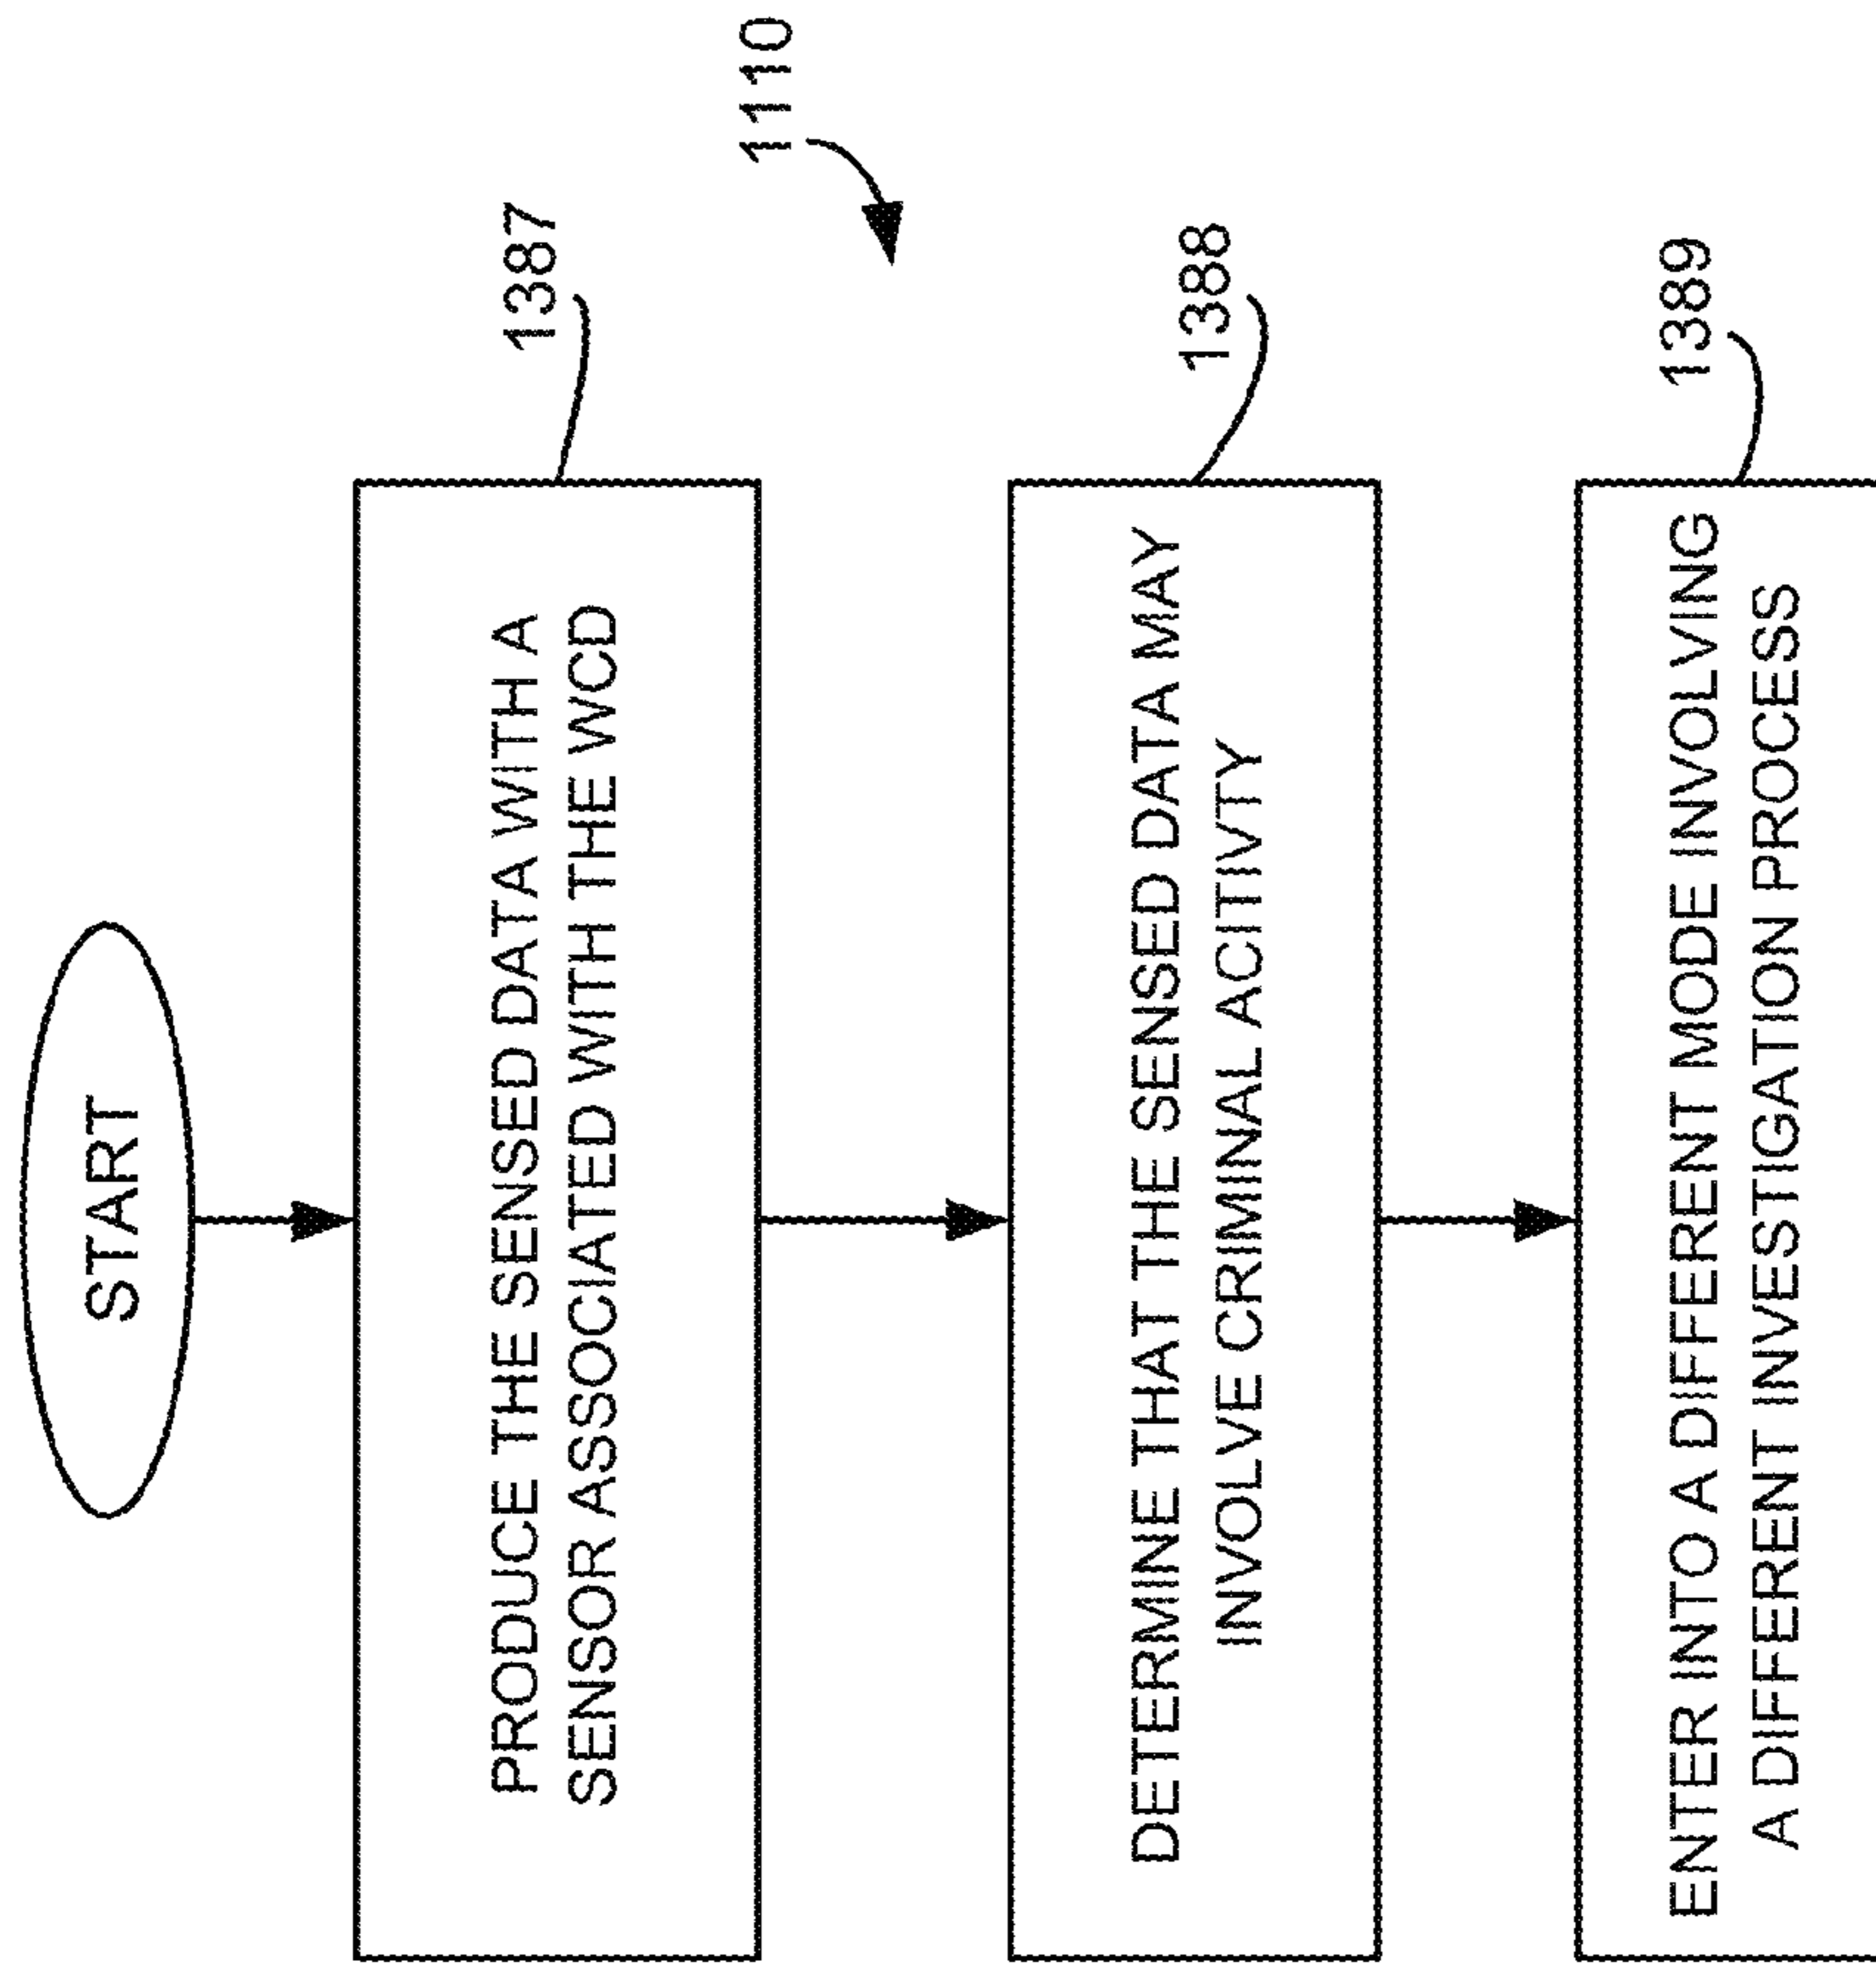 START
1110
1387
PRODUCE THE SENSED DATA WITH A
SENSOR ASSOCIATED WITH THE WCD
1388
DETERMINE THAT THE SENSED DATA MAY
INVOLVE CRIMINAL ACITIVTY
1389
ENTER INTO A DIFFERENT MODE INVOLVING
A DIFFERENT INVESTIGATION PROCESS